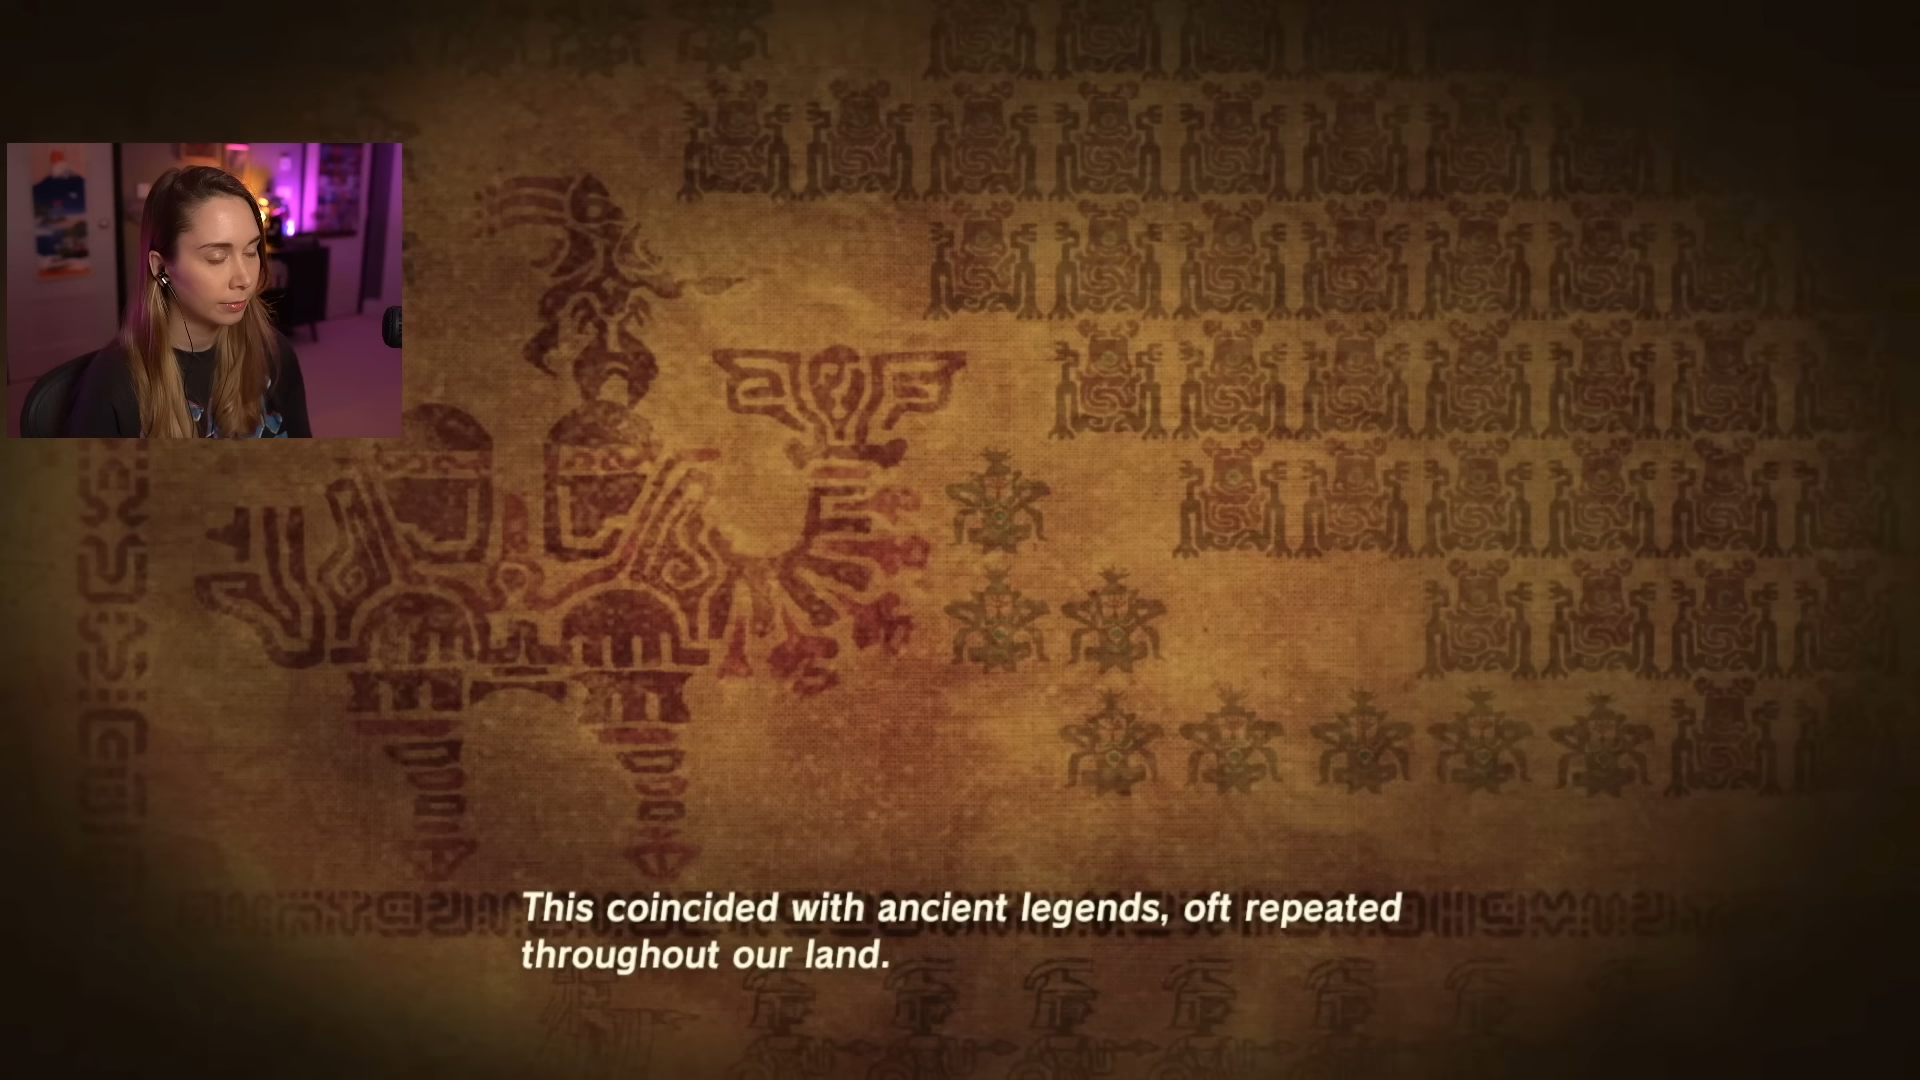 This coincided with ancient legends, oft repeated
throughout our land.